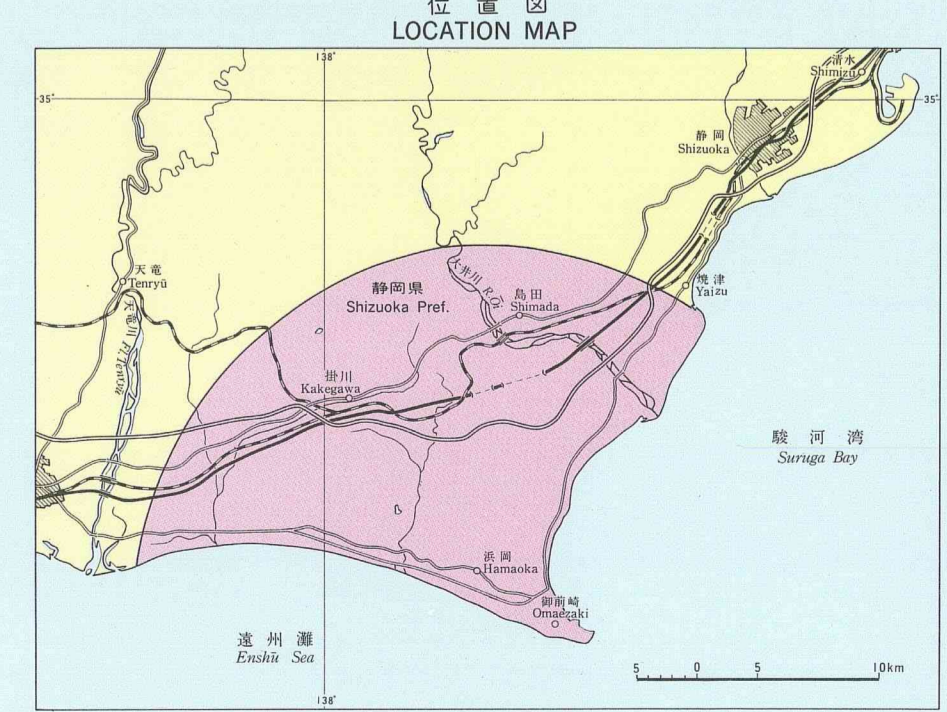 位置図
LOCATION MAP
138°
清水
Shimizu
35°
35°
静岡
Shizuoka
天竜
Tenryū
大井川 R. Ōi
焼津
Yaizu
静岡県
Shizuoka Pref.
島田
Shimada
天竜川 R. Tenryū
掛川
Kakegawa
駿河湾
Suruga Bay
浜岡
Hamaoka
御前崎
Omaezaki
遠州灘
Enshū Sea
5 0 5 10km
138°